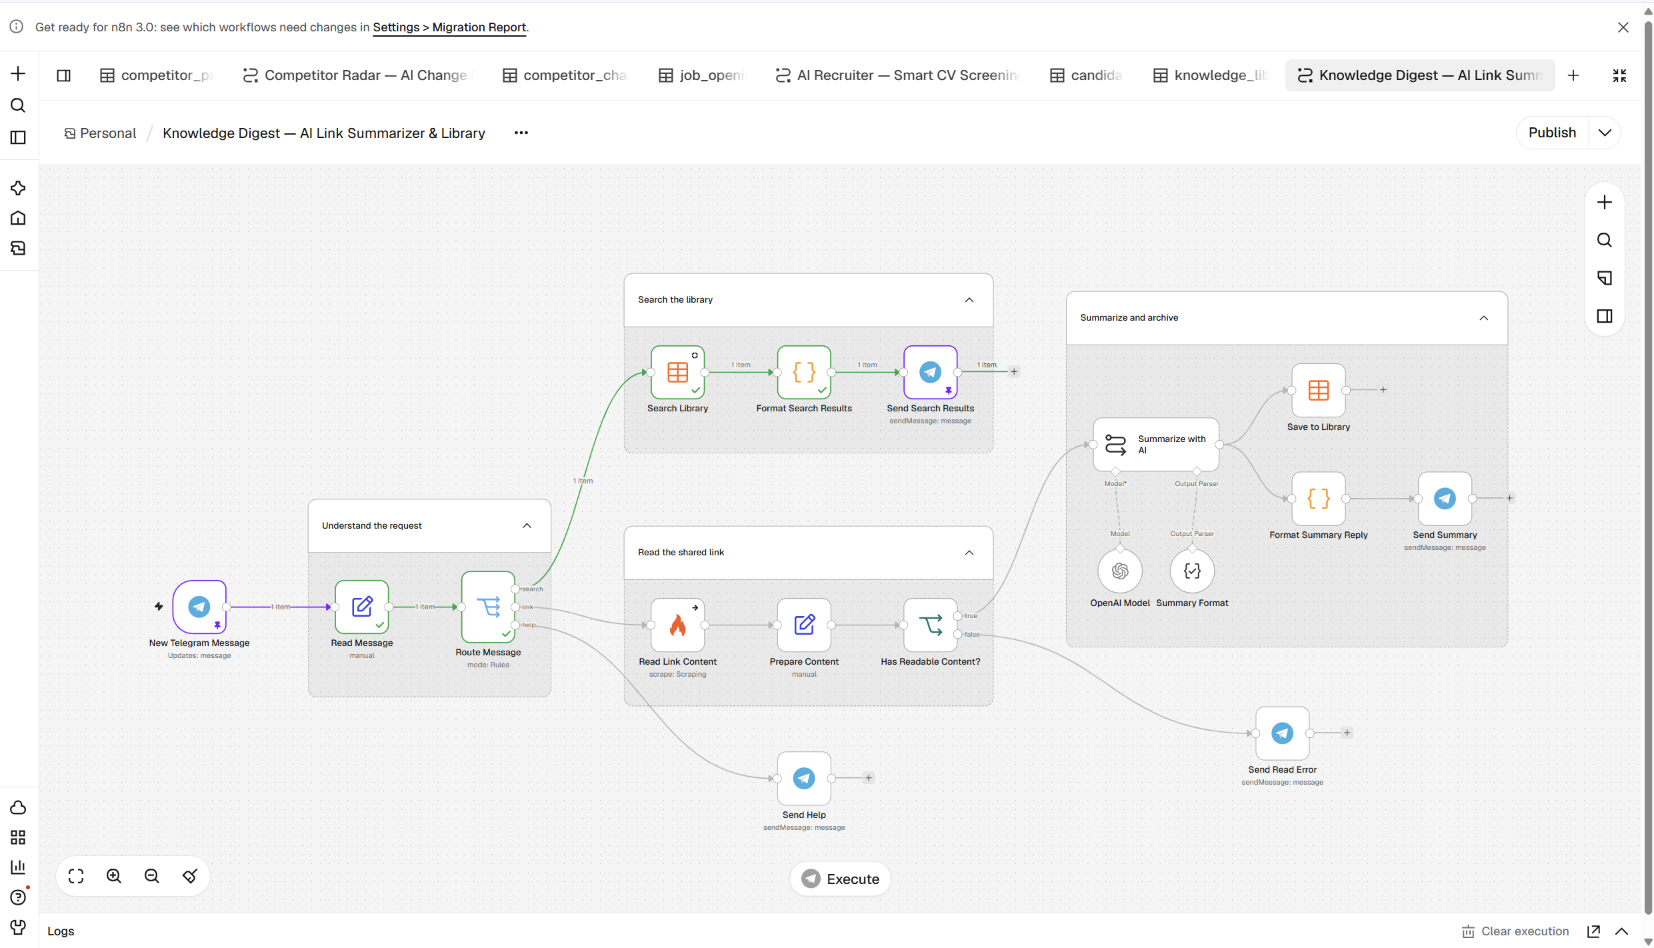 Get ready for n8n 3.0: see which workflows need changes in Settings > Migration Report.
competitor_pa
Competitor Radar — AI Change
competitor_cha
job_openi
AI Recruiter — Smart CV Screening
candida
knowledge_lib
Knowledge Digest — AI Link Summ
Personal / Knowledge Digest — AI Link Summarizer & Library
Publish
Search the library
1 item
1 item
1 item
Search Library
Format Search Results
Send Search Results
sendMessage: message
Summarize and archive
Save to Library
Summarize with
AI
Model*
Output Parser
Model
Output Parser
OpenAI Model
Summary Format
Format Summary Reply
Send Summary
sendMessage: message
1 item
Understand the request
1 item
1 item
search
link
help
New Telegram Message
Updates: message
Read Message
manual
Route Message
mode: Rules
Read the shared link
true
false
Read Link Content
scrape: Scraping
Prepare Content
manual
Has Readable Content?
Send Read Error
sendMessage: message
Send Help
sendMessage: message
Execute
Logs
Clear execution